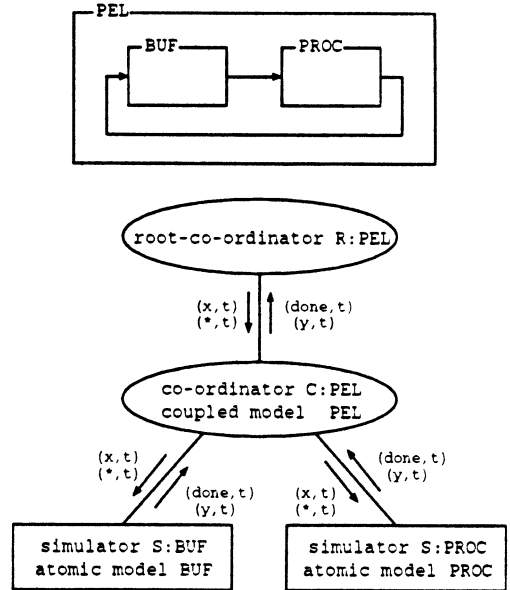 PEL
BUF
PROC
root-co-ordinator R:PEL
(x,t)
(*,t)
(done,t)
(y,t)
co-ordinator C:PEL
coupled model PEL
(x,t)
(*,t)
(done,t)
(y,t)
(x,t)
(*,t)
(done,t)
(y,t)
simulator S:BUF
atomic model BUF
simulator S:PROC
atomic model PROC